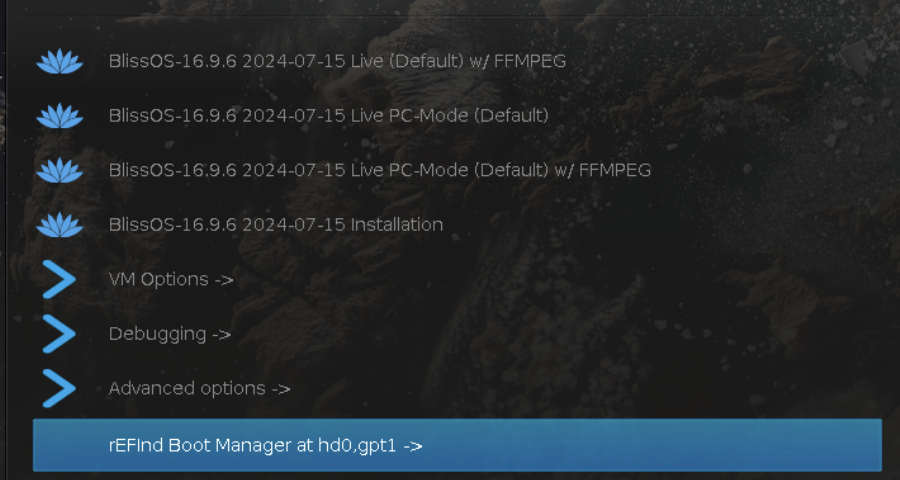 BlissOS-16.9.6 2024-07-15 Live (Default) w/ FFMPEG
BlissOS-16.9.6 2024-07-15 Live PC-Mode (Default)
BlissOS-16.9.6 2024-07-15 Live PC-Mode (Default) w/ FFMPEG
BlissOS-16.9.6 2024-07-15 Installation
VM Options ->
Debugging ->
Advanced options ->
rEFInd Boot Manager at hd0,gpt1 ->